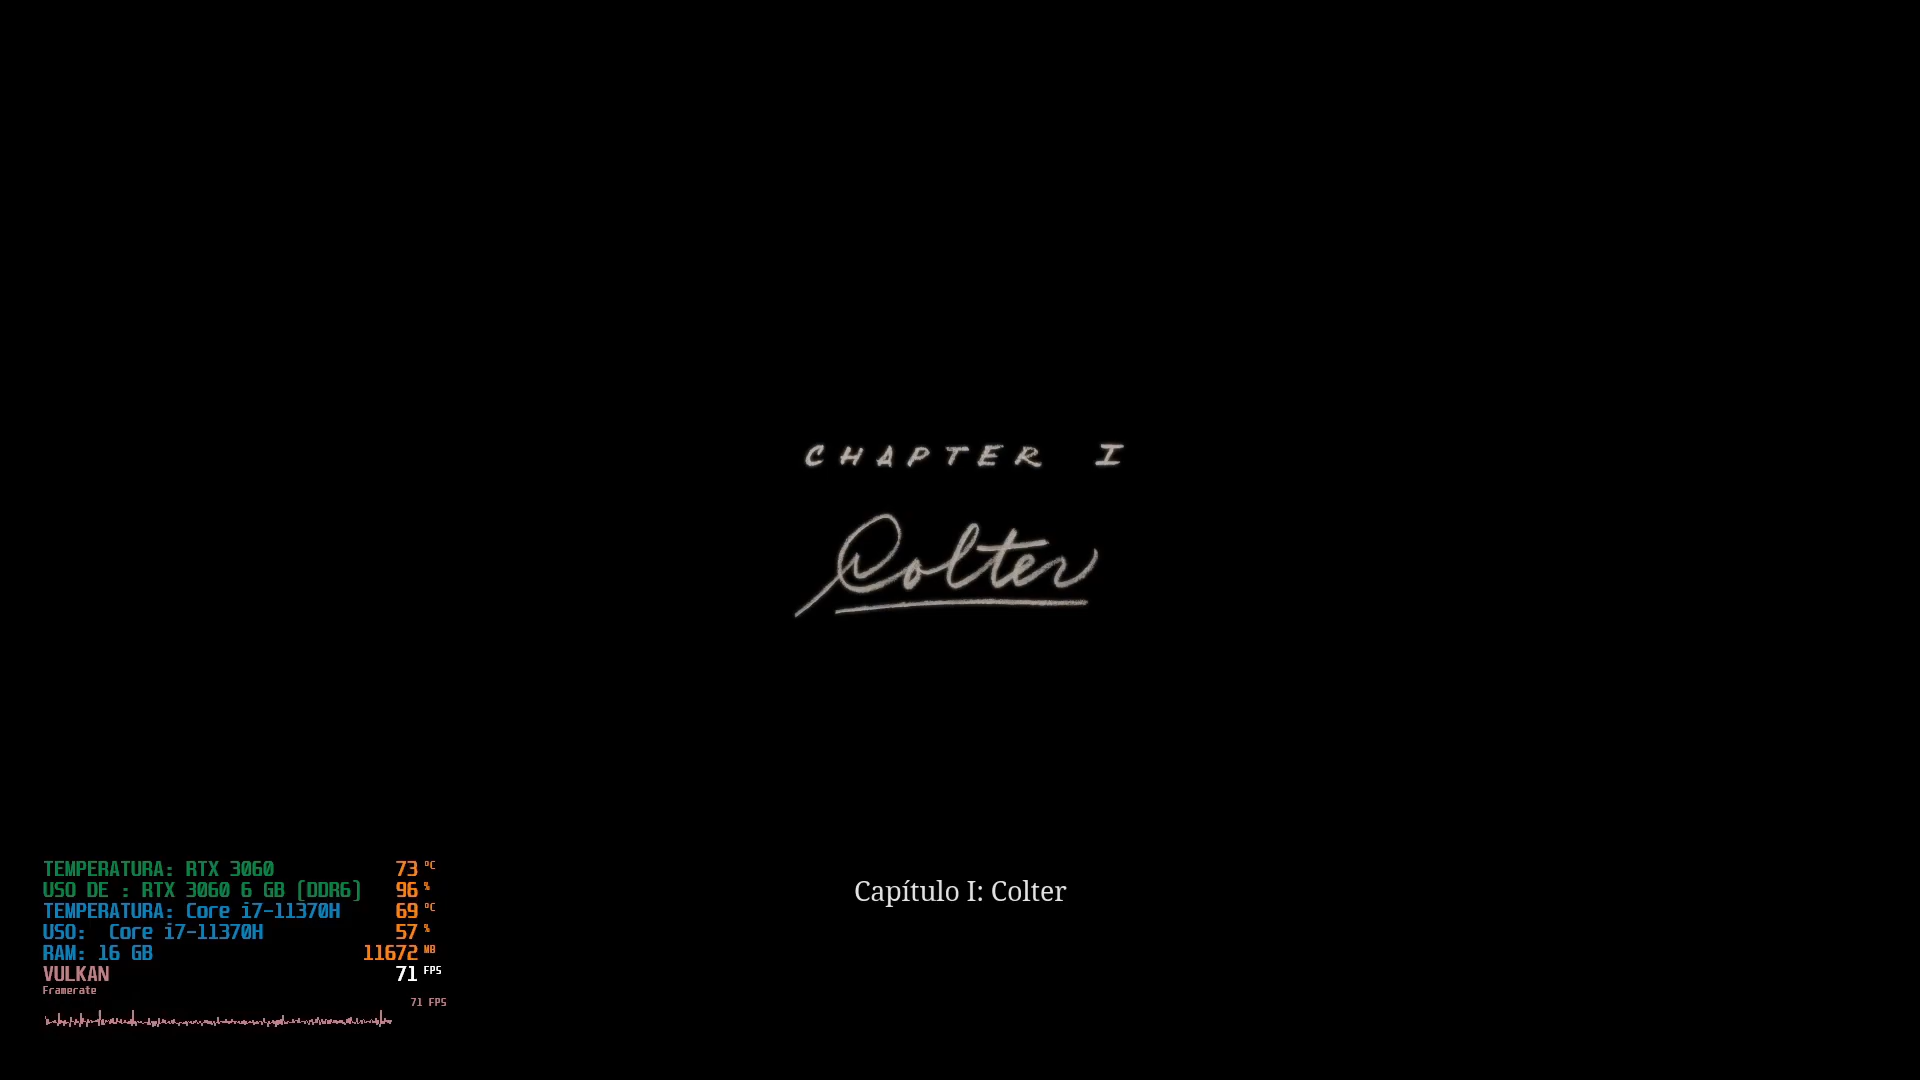 CHAPTER I
Colter
Capítulo I: Colter
TEMPERATURA: RTX 3060 73 °C
USO DE : RTX 3060 6 GB [DDR6] 96 %
TEMPERATURA: Core i7-11370H 69 °C
USO: Core i7-11370H 57 %
RAM: 16 GB 11672 MB
VULKAN 71 FPS
Framerate
71 FPS